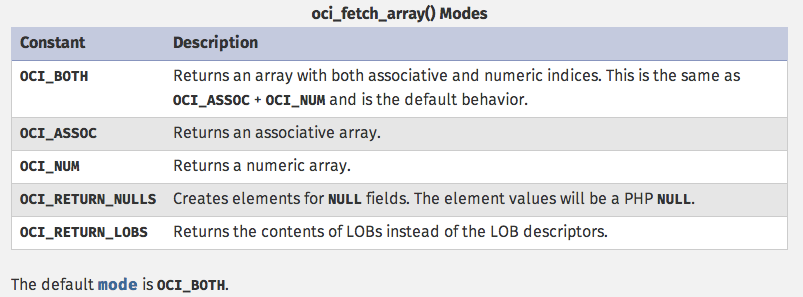 oci_fetch_array() Modes
Constant Description
OCI_BOTH Returns an array with both associative and numeric indices. This is the same as
OCI_ASSOC + OCI_NUM and is the default behavior.
OCI_ASSOC Returns an associative array.
OCI_NUM Returns a numeric array.
OCI_RETURN_NULLS Creates elements for NULL fields. The element values will be a PHP NULL.
OCI_RETURN_LOBS Returns the contents of LOBs instead of the LOB descriptors.
The default mode is OCI_BOTH.